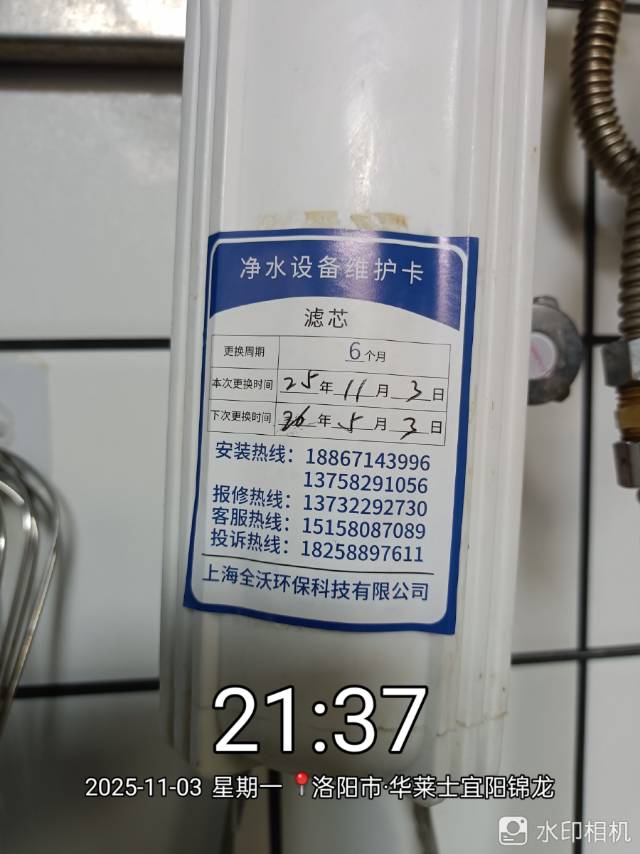 净水设备维护卡
滤芯
更换周期 6个月
本次更换时间 25年 11月 3日
下次更换时间 26年 5月 3日
安装热线：18867143996
13758291056
报修热线：13732292730
客服热线：15158087089
投诉热线：18258897611
上海全沃环保科技有限公司
21:37
2025-11-03 星期一 洛阳市·华莱士宜阳锦龙
水印相机